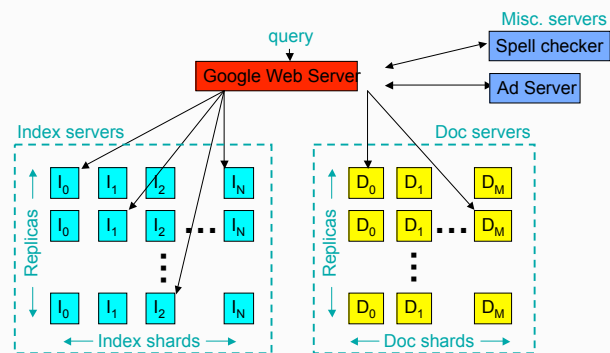 query
Misc. servers
Spell checker
Google Web Server
Ad Server
Index servers
Doc servers
Replicas
I0 I1 I2 IN
I0 I1 I2 ... IN
I0 I1 I2 IN
Index shards
Replicas
D0 D1 DM
D0 D1 ... DM
D0 D1 DM
Doc shards